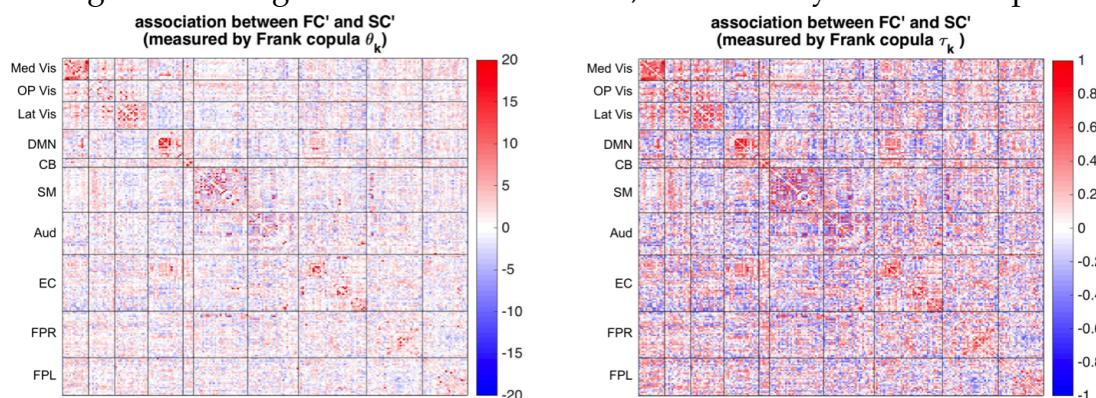 association between FC' and SC'
(measured by Frank copula θk)
Med Vis
OP Vis
Lat Vis
DMN
CB
SM
Aud
EC
FPR
FPL
20
15
10
5
0
-5
-10
-15
-20
association between FC' and SC'
(measured by Frank copula τk )
Med Vis
OP Vis
Lat Vis
DMN
CB
SM
Aud
EC
FPR
FPL
1
0.8
0.6
0.4
0.2
0
-0.2
-0.4
-0.6
-0.8
-1